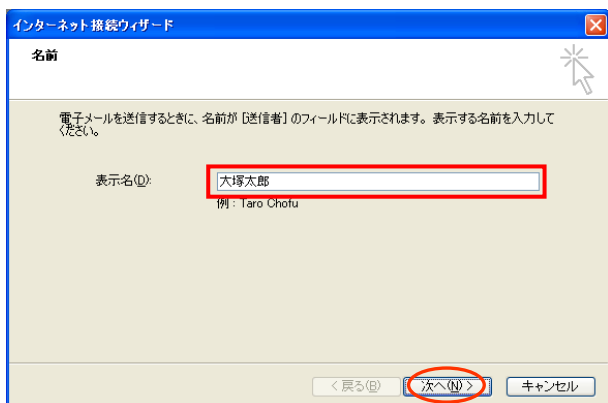 インターネット接続ウィザード
名前
電子メールを送信するときに、名前が [送信者] のフィールドに表示されます。表示する名前を入力して
ください。
表示名(D):
大塚太郎
例 : Taro Chofu
< 戻る(B)
次へ(N) >
キャンセル